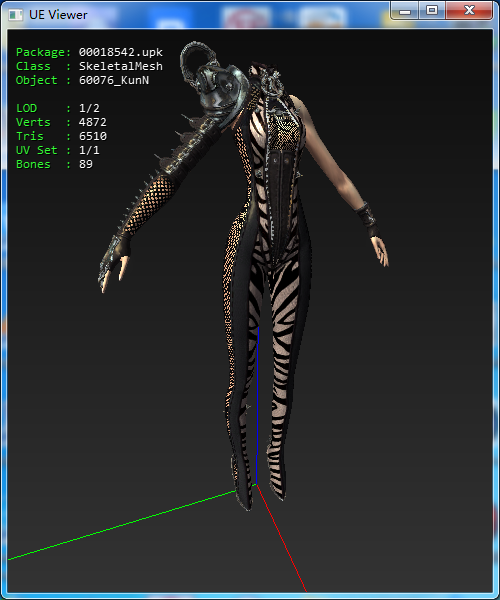 UE Viewer
Package: 00018542.upk
Class : SkeletalMesh
Object : 60076_KunN
LOD : 1/2
Verts : 4872
Tris : 6510
UV Set : 1/1
Bones : 89